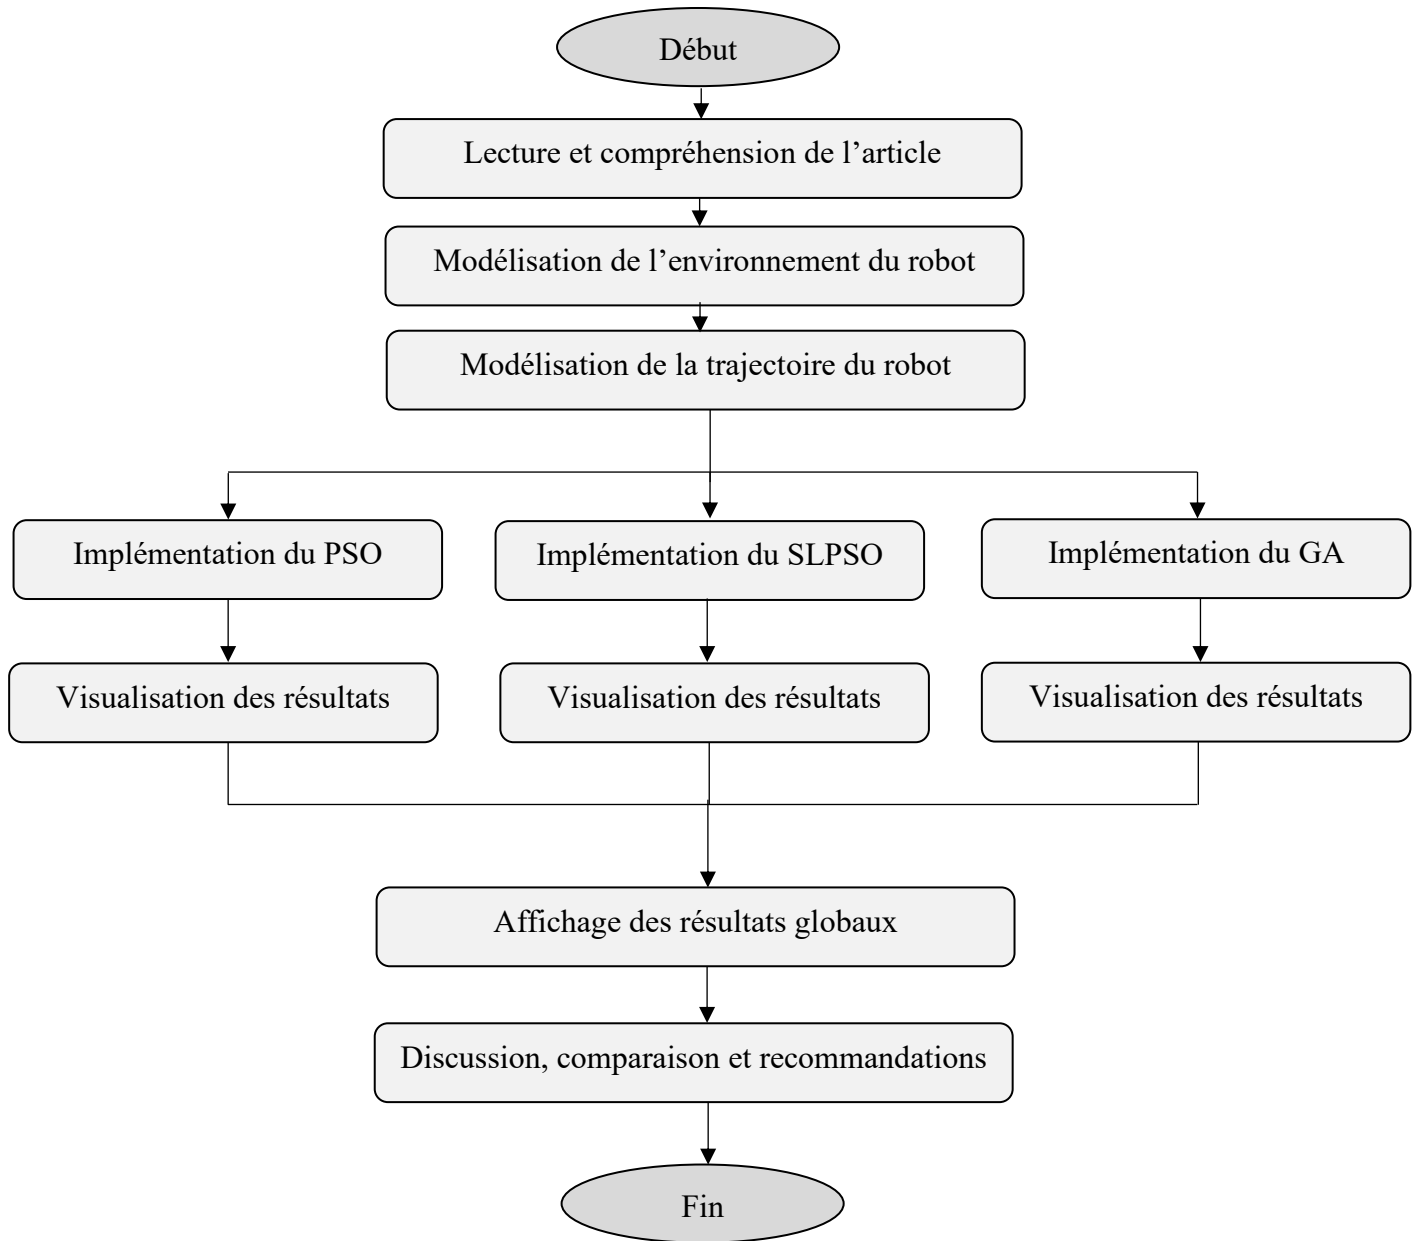 Début
Lecture et compréhension de l’article
Modélisation de l’environnement du robot
Modélisation de la trajectoire du robot
Implémentation du PSO
Implémentation du SLPSO
Implémentation du GA
Visualisation des résultats
Visualisation des résultats
Visualisation des résultats
Affichage des résultats globaux
Discussion, comparaison et recommandations
Fin